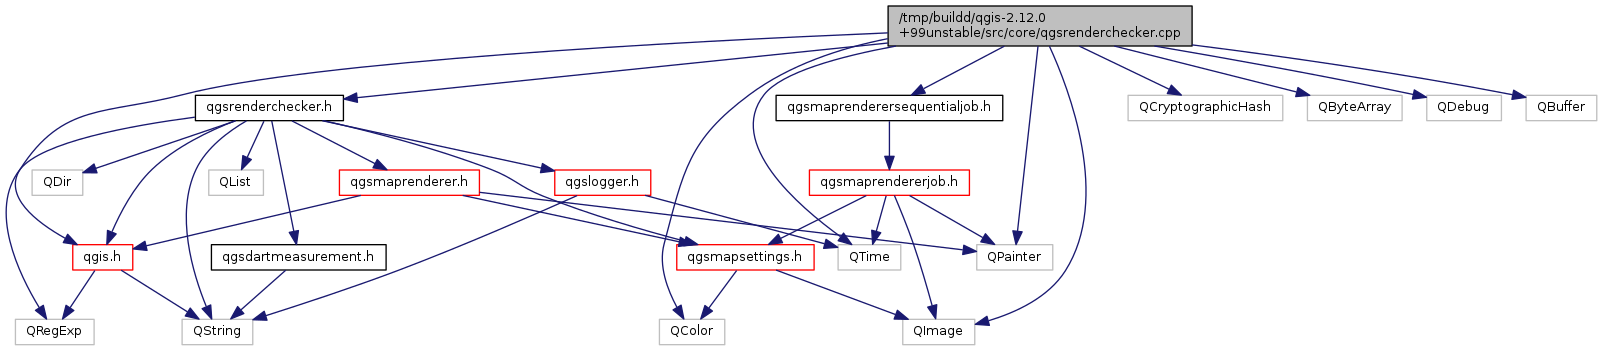 /tmp/buildd/qgis-2.12.0
+99unstable/src/core/qgsrenderchecker.cpp
qgsrenderchecker.h
qgsmaprenderersequentialjob.h
QCryptographicHash
QByteArray
QDebug
QBuffer
QDir
QList
qgsmaprenderer.h
qgslogger.h
qgsmaprendererjob.h
qgis.h
qgsdartmeasurement.h
qgsmapsettings.h
QTime
QPainter
QRegExp
QString
QColor
QImage